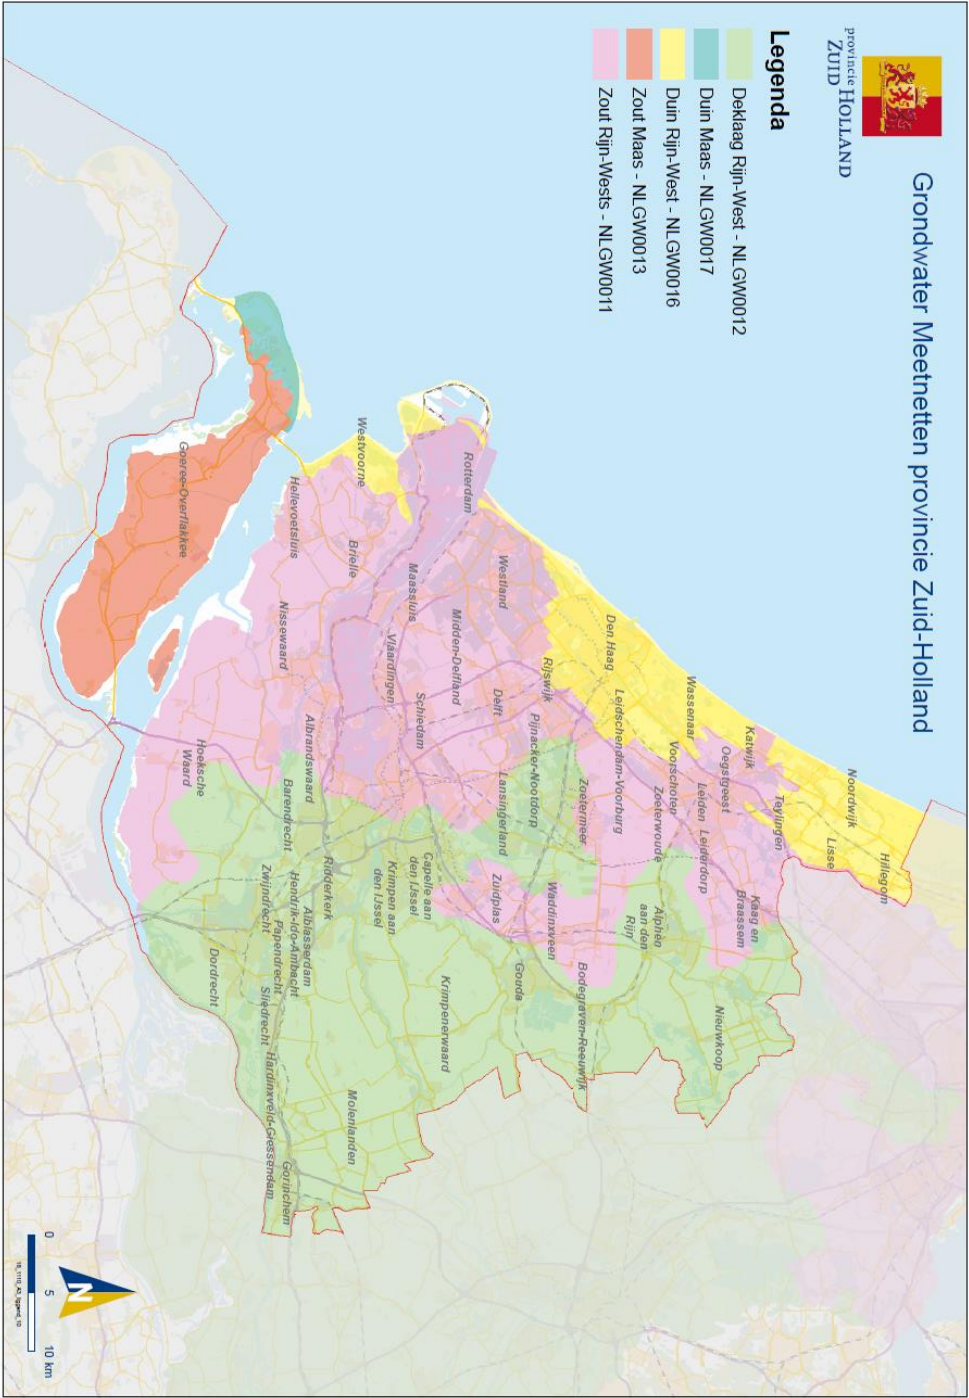 Grondwater Meetnetten provincie Zuid-Holland
provincie HOLLAND
ZUID
Legenda
Deklaag Rijn-West - NLGW0012
Duin Maas - NLGW0017
Duin Rijn-West - NLGW0016
Zout Maas - NLGW0013
Zout Rijn-Wests - NLGW0011
Hillegom
Noordwijk
Lisse
Teylingen
Katwijk
Oegstgeest
Leiden
Leiderdorp
Kaag en
Braassem
Wassenaar
Voorschoten
Zoeterwoude
Alphen
aan den
Rijn
Nieuwkoop
Den Haag
Leidschendam-Voorburg
Zoetermeer
Rijswijk
Pijnacker-Nootdorp
Waddinxveen
Bodegraven-Reeuwijk
Westland
Delft
Lansingerland
Zuidplas
Gouda
Rotterdam
Midden-Delfland
Maassluis
Vlaardingen
Schiedam
Capelle aan
den IJssel
Krimpen aan
den IJssel
Krimpenerwaard
Westvoorne
Brielle
Hellevoetsluis
Nissewaard
Albrandswaard
Barendrecht
Ridderkerk
Alblasserdam
Hendrik-Ido-Ambacht
Papendrecht
Zwijndrecht
Sliedrecht
Hardinxveld-Giessendam
Molenlanden
Gorinchem
Goeree-Overflakkee
Hoeksche
Waard
Dordrecht
N
0 5 10 km